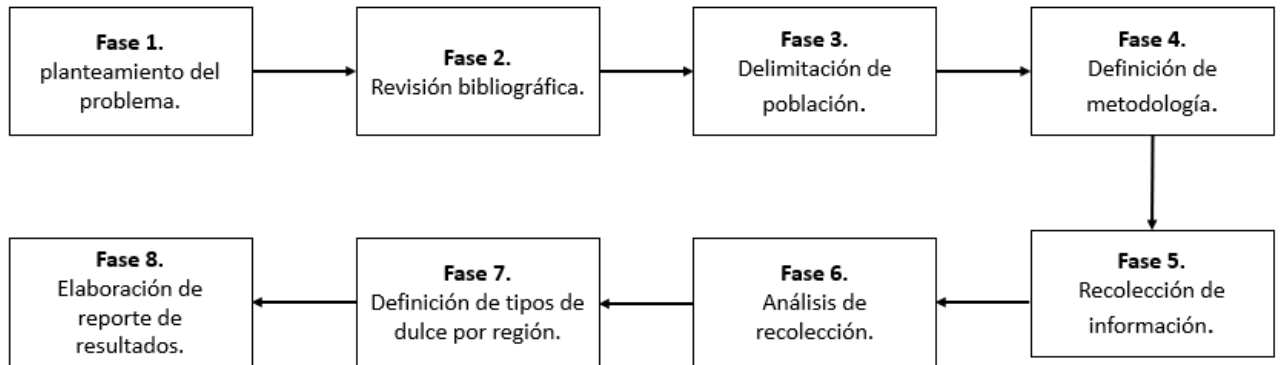 Fase 1.
planteamiento del
problema.
Fase 2.
Revisión bibliográfica.
Fase 3.
Delimitación de
población.
Fase 4.
Definición de
metodología.
Fase 5.
Recolección de
información.
Fase 6.
Análisis de
recolección.
Fase 7.
Definición de tipos de
dulce por región.
Fase 8.
Elaboración de
reporte de
resultados.